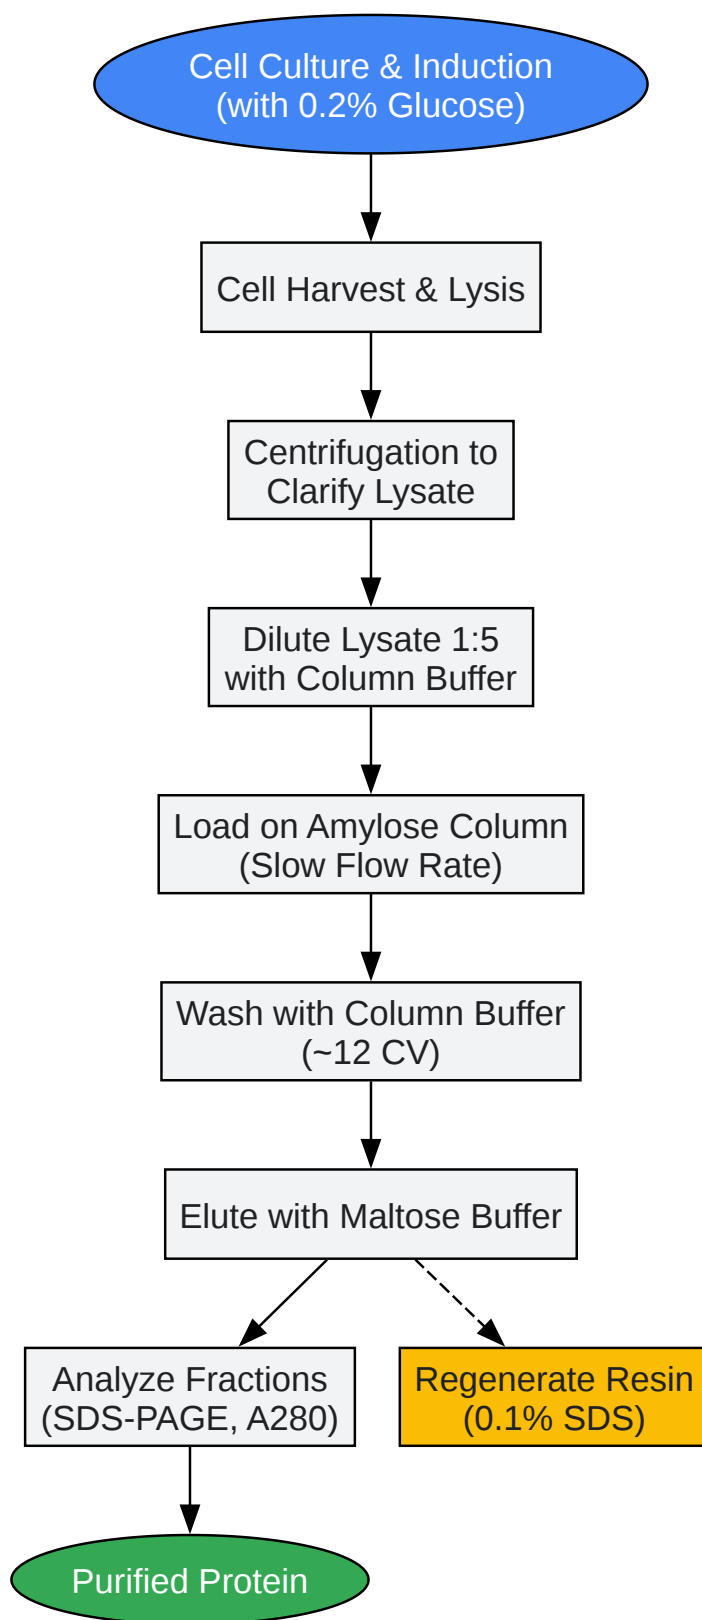 Cell Culture & Induction
(with 0.2% Glucose)
Cell Harvest & Lysis
Centrifugation to
Clarify Lysate
Dilute Lysate 1:5
with Column Buffer
Load on Amylose Column
(Slow Flow Rate)
Wash with Column Buffer
(~12 CV)
Elute with Maltose Buffer
Analyze Fractions
(SDS-PAGE, A280)
Regenerate Resin
(0.1% SDS)
Purified Protein